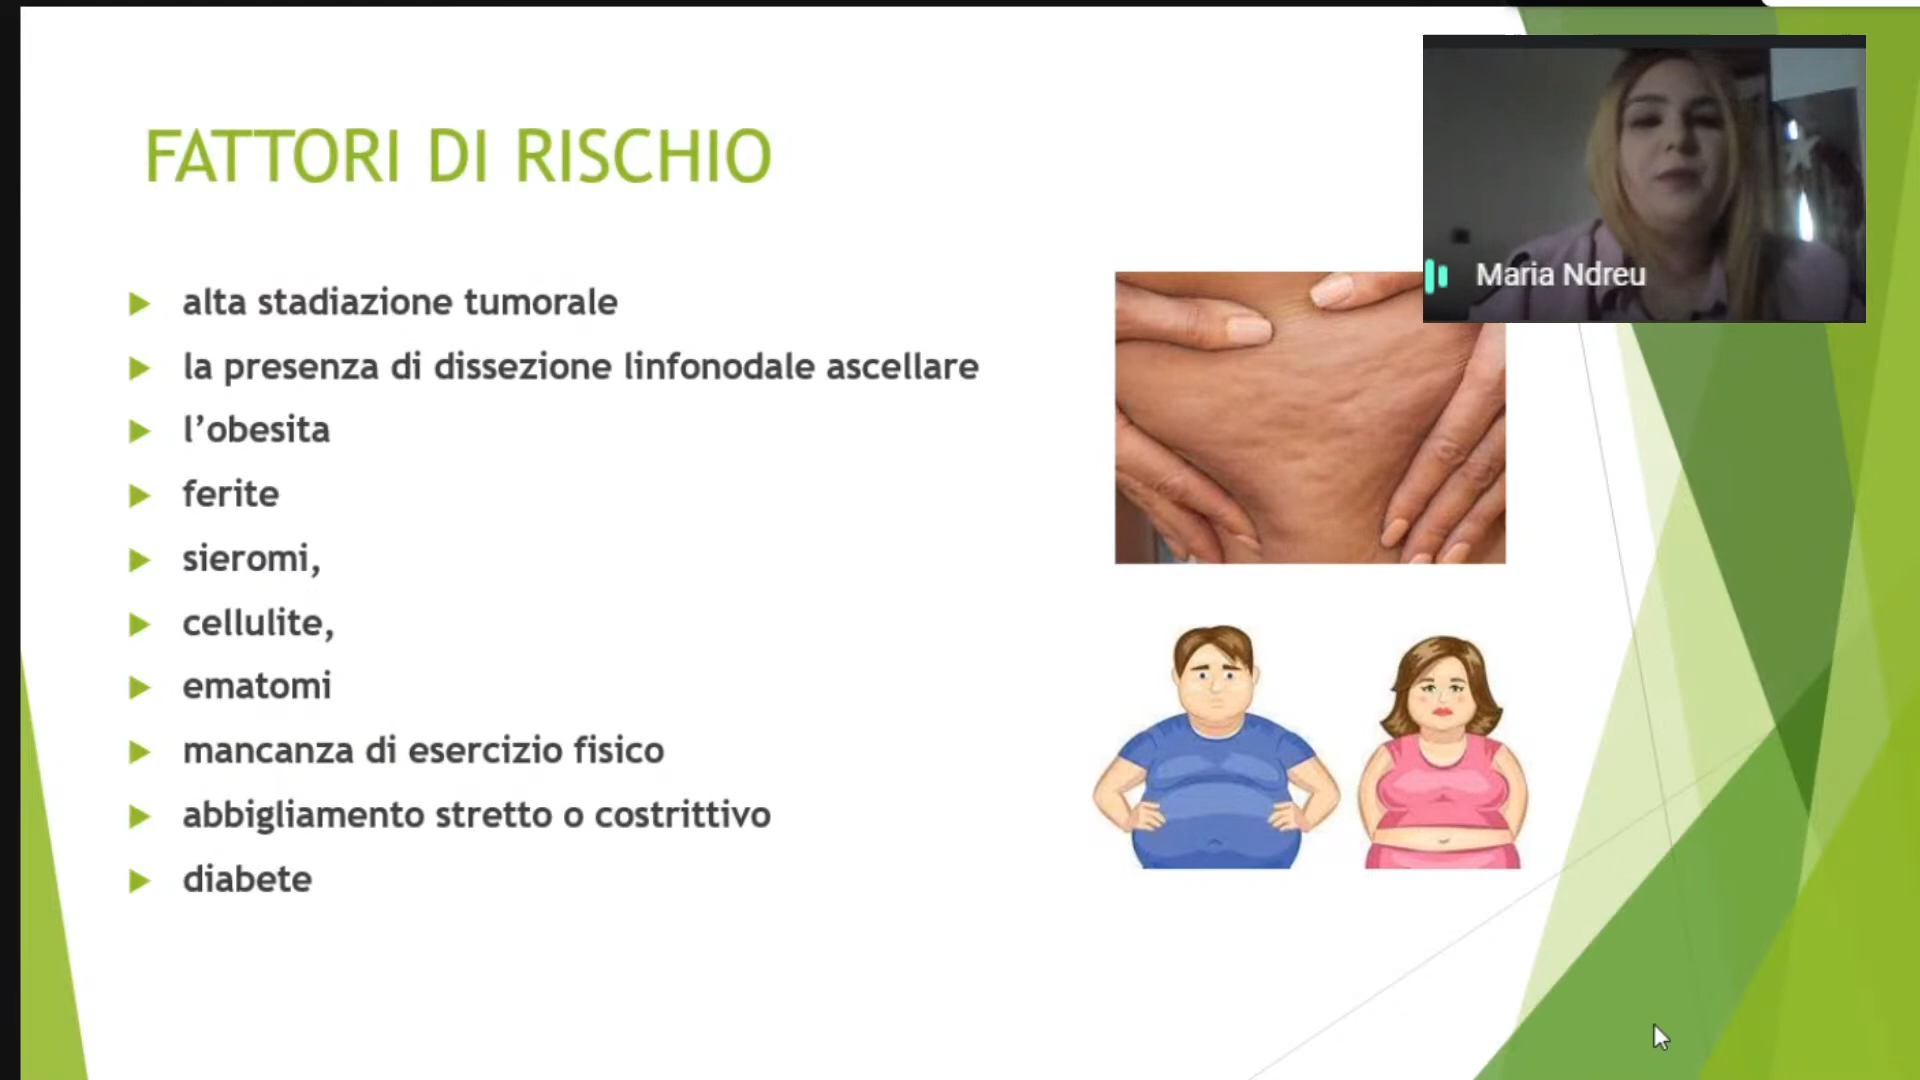 FATTORI DI RISCHIO
alta stadiazione tumorale
la presenza di dissezione linfonodale ascellare
l’obesita
ferite
sieromi,
cellulite,
ematomi
mancanza di esercizio fisico
abbigliamento stretto o costrittivo
diabete
Maria Ndreu